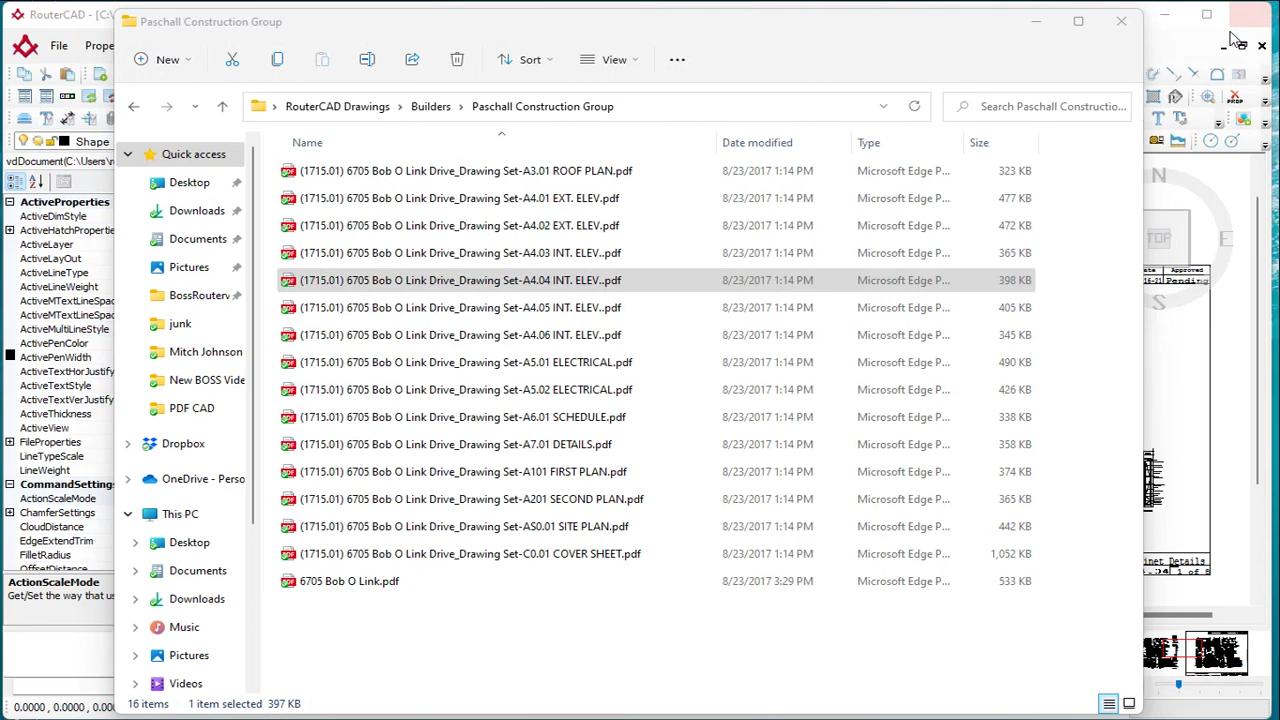 RouterCAD - [C:\
Paschall Construction Group
File
Prope
New
Sort
View
RouterCAD Drawings
Builders
Paschall Construction Group
Search Paschall Constructio...
PROP
Shape
Name
Date modified
Type
Size
vdDocument(C:\Users\r
Quick access
Desktop
Downloads
Documents
Pictures
BossRouterv
junk
Mitch Johnson
New BOSS Vide
PDF CAD
Dropbox
OneDrive - Perso
This PC
Desktop
Documents
Downloads
Music
Pictures
Videos
(1715.01) 6705 Bob O Link Drive_Drawing Set-A3.01 ROOF PLAN.pdf 8/23/2017 1:14 PM Microsoft Edge P... 323 KB
(1715.01) 6705 Bob O Link Drive_Drawing Set-A4.01 EXT. ELEV..pdf 8/23/2017 1:14 PM Microsoft Edge P... 477 KB
(1715.01) 6705 Bob O Link Drive_Drawing Set-A4.02 EXT. ELEV..pdf 8/23/2017 1:14 PM Microsoft Edge P... 472 KB
(1715.01) 6705 Bob O Link Drive_Drawing Set-A4.03 INT. ELEV..pdf 8/23/2017 1:14 PM Microsoft Edge P... 365 KB
(1715.01) 6705 Bob O Link Drive_Drawing Set-A4.04 INT. ELEV..pdf 8/23/2017 1:14 PM Microsoft Edge P... 398 KB
(1715.01) 6705 Bob O Link Drive_Drawing Set-A4.05 INT. ELEV..pdf 8/23/2017 1:14 PM Microsoft Edge P... 405 KB
(1715.01) 6705 Bob O Link Drive_Drawing Set-A4.06 INT. ELEV..pdf 8/23/2017 1:14 PM Microsoft Edge P... 345 KB
(1715.01) 6705 Bob O Link Drive_Drawing Set-A5.01 ELECTRICAL.pdf 8/23/2017 1:14 PM Microsoft Edge P... 490 KB
(1715.01) 6705 Bob O Link Drive_Drawing Set-A5.02 ELECTRICAL.pdf 8/23/2017 1:14 PM Microsoft Edge P... 426 KB
(1715.01) 6705 Bob O Link Drive_Drawing Set-A6.01 SCHEDULE.pdf 8/23/2017 1:14 PM Microsoft Edge P... 338 KB
(1715.01) 6705 Bob O Link Drive_Drawing Set-A7.01 DETAILS.pdf 8/23/2017 1:14 PM Microsoft Edge P... 358 KB
(1715.01) 6705 Bob O Link Drive_Drawing Set-A101 FIRST PLAN.pdf 8/23/2017 1:14 PM Microsoft Edge P... 374 KB
(1715.01) 6705 Bob O Link Drive_Drawing Set-A201 SECOND PLAN.pdf 8/23/2017 1:14 PM Microsoft Edge P... 365 KB
(1715.01) 6705 Bob O Link Drive_Drawing Set-AS0.01 SITE PLAN.pdf 8/23/2017 1:14 PM Microsoft Edge P... 442 KB
(1715.01) 6705 Bob O Link Drive_Drawing Set-C0.01 COVER SHEET.pdf 8/23/2017 1:14 PM Microsoft Edge P... 1,052 KB
6705 Bob O Link.pdf 8/23/2017 3:29 PM Microsoft Edge P... 533 KB
16 items 1 item selected 397 KB
ActiveProperties
ActiveDimStyle
ActiveHatchProperti
ActiveLayer
ActiveLayOut
ActiveLineType
ActiveLineWeight
ActiveMTextLineSpac
ActiveMTextLineSpac
ActiveMultiLineStyle
ActivePenColor
ActivePenWidth
ActiveTextHorJustify
ActiveTextStyle
ActiveTextVerJustify
ActiveThickness
ActiveView
FileProperties
LineTypeScale
LineWeight
CommandSettings
ActionScaleMode
ChamferSettings
CloudDistance
EdgeExtendTrim
FilletRadius
OffsetDistance
ActionScaleMode
Get/Set the way that us
0.0000 , 0.0000 , 0.000
N
TOP
E
S
ate Approved
16-21 Pending
inet Details
1 of 8